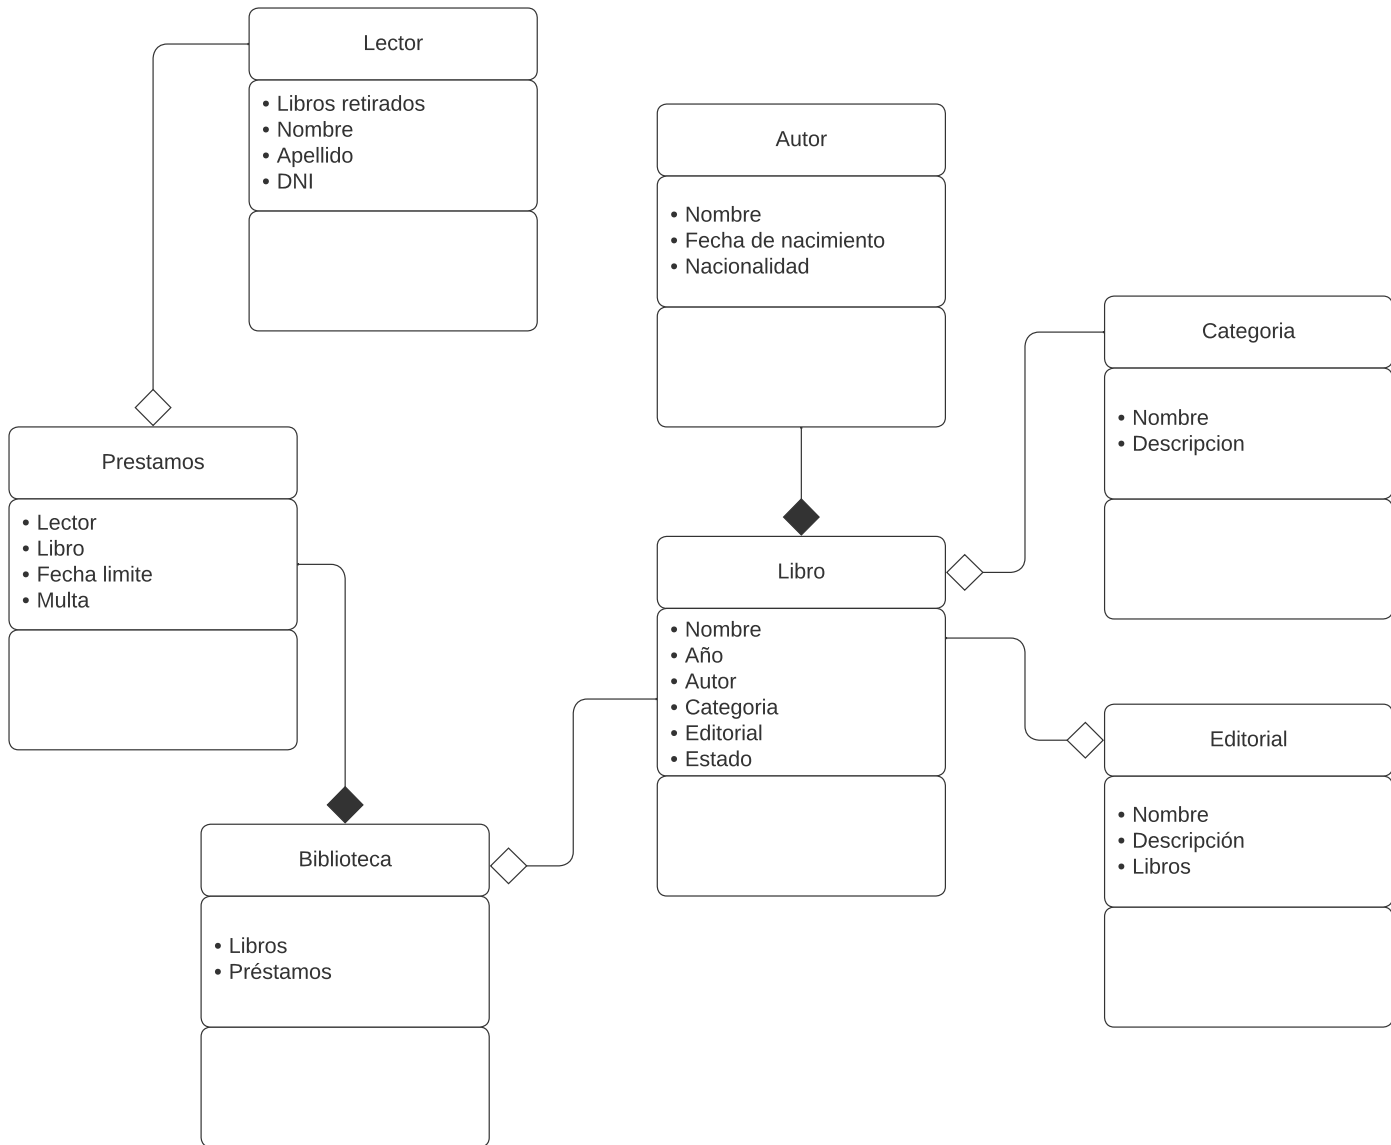 Lector
• Libros retirados
• Nombre
• Apellido
• DNI
Autor
• Nombre
• Fecha de nacimiento
• Nacionalidad
Categoria
• Nombre
• Descripcion
Prestamos
• Lector
• Libro
• Fecha limite
• Multa
Libro
• Nombre
• Año
• Autor
• Categoria
• Editorial
• Estado
Editorial
• Nombre
• Descripción
• Libros
Biblioteca
• Libros
• Préstamos